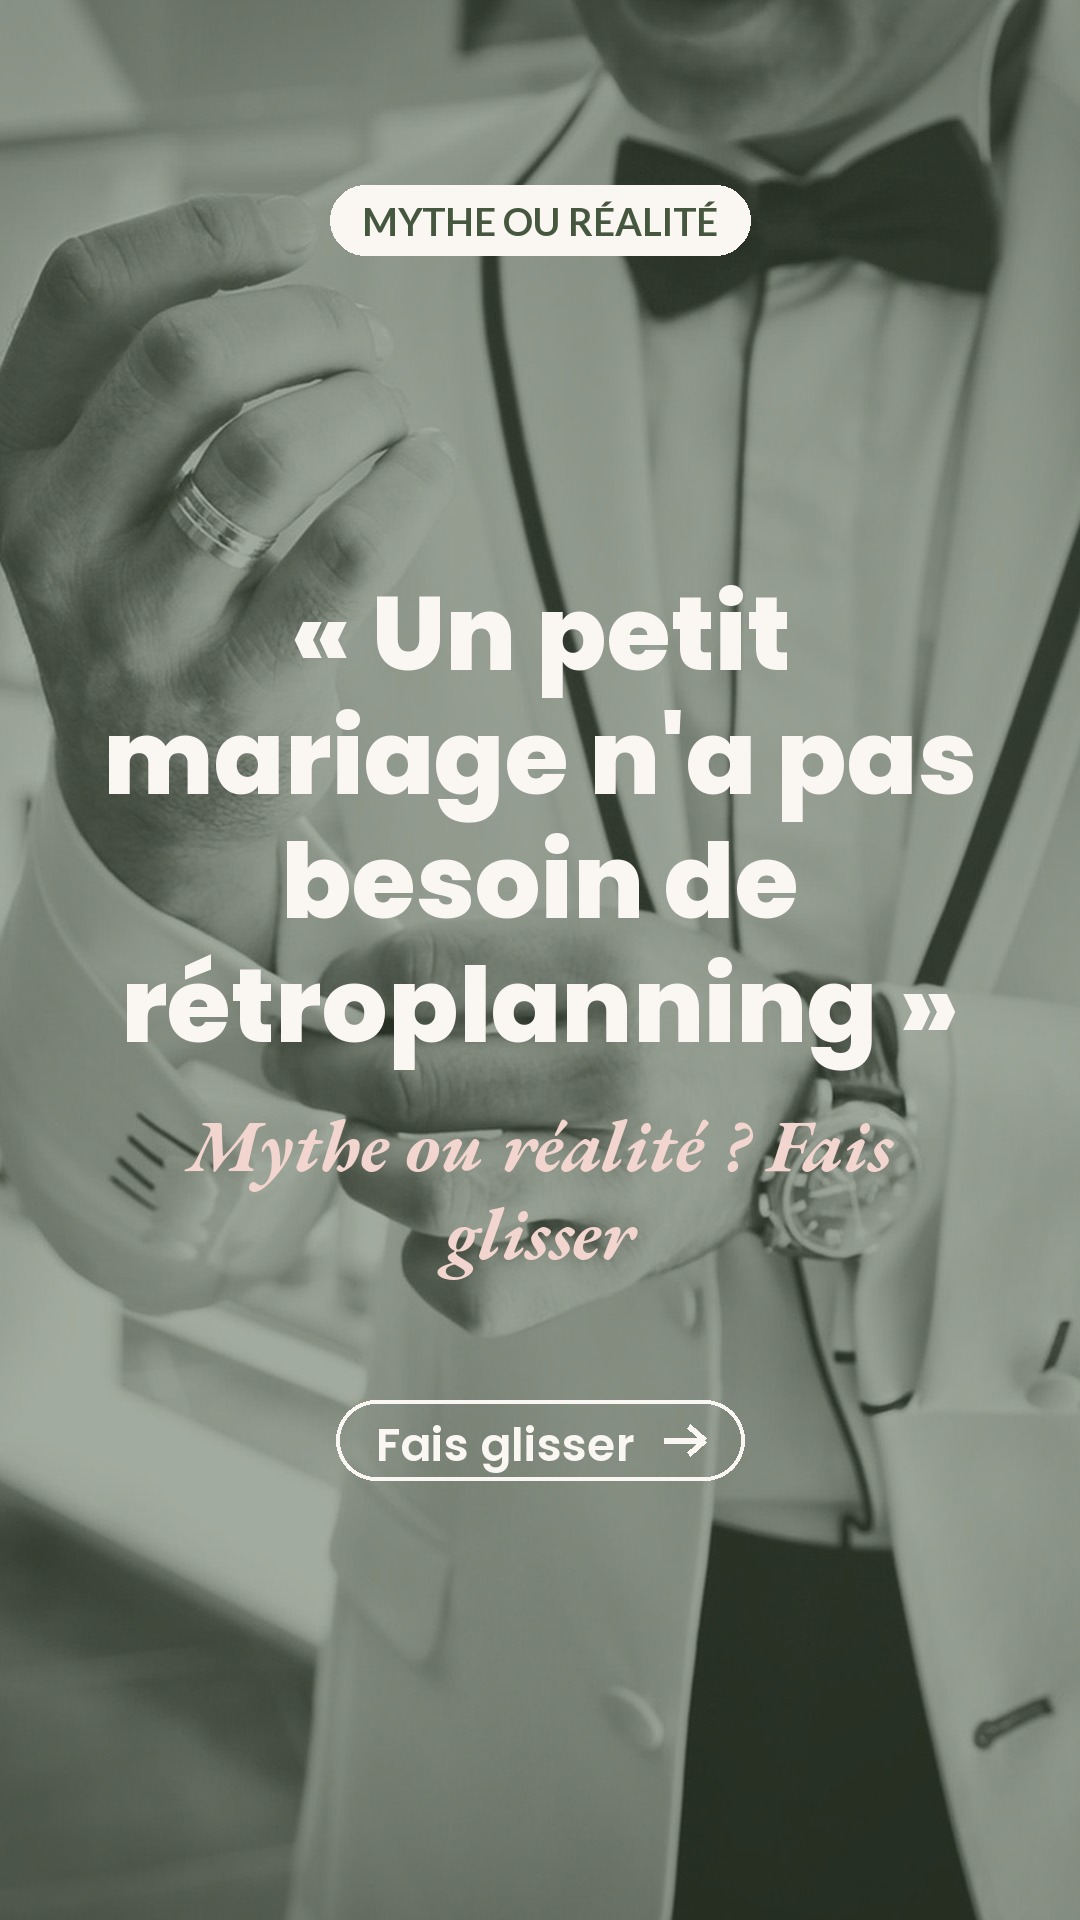 MYTHE OU RÉALITÉ
« Un petit
mariage n'a pas
besoin de
rétroplanning »
Mythe ou réalité ? Fais
glisser
Fais glisser →